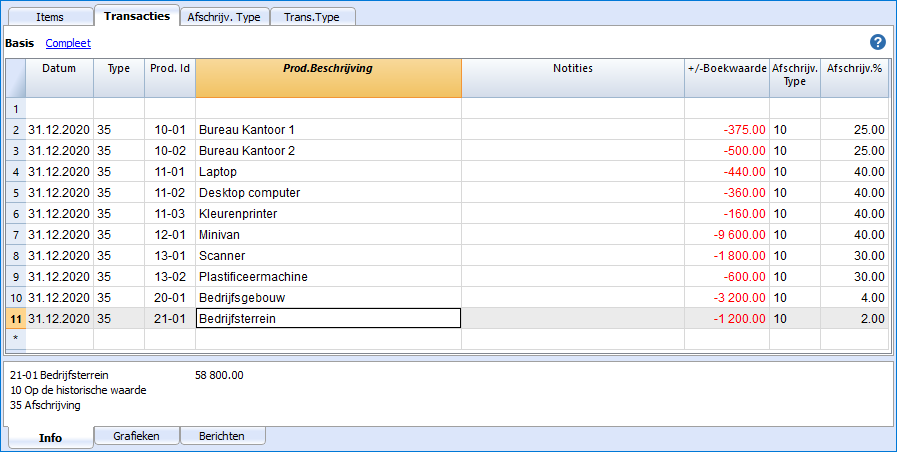 Items Transacties Afschrijv. Type Trans.Type
Basis Compleet ?
Datum Type Prod. Id Prod.Beschrijving Notities +/-Boekwaarde Afschrijv. Type Afschrijv.%
1
2 31.12.2020 35 10-01 Bureau Kantoor 1 -375.00 10 25.00
3 31.12.2020 35 10-02 Bureau Kantoor 2 -500.00 10 25.00
4 31.12.2020 35 11-01 Laptop -440.00 10 40.00
5 31.12.2020 35 11-02 Desktop computer -360.00 10 40.00
6 31.12.2020 35 11-03 Kleurenprinter -160.00 10 40.00
7 31.12.2020 35 12-01 Minivan -9 600.00 10 40.00
8 31.12.2020 35 13-01 Scanner -1 800.00 10 30.00
9 31.12.2020 35 13-02 Plastificeermachine -600.00 10 30.00
10 31.12.2020 35 20-01 Bedrijfsgebouw -3 200.00 10 4.00
11 31.12.2020 35 21-01 Bedrijfsterrein -1 200.00 10 2.00
*
21-01 Bedrijfsterrein 58 800.00
10 Op de historische waarde
35 Afschrijving
Info Grafieken Berichten